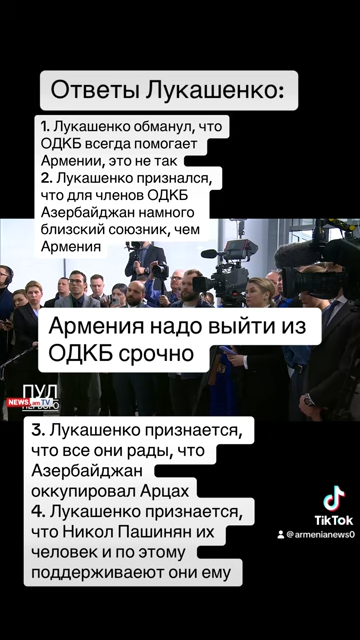 Ответы Лукашенко:
1. Лукашенко обманул, что
ОДКБ всегда помогает
Армении, это не так
2. Лукашенко признался,
что для членов ОДКБ
Азербайджан намного
близский союзник, чем
Армения
Армения надо выйти из
ОДКБ срочно
ПУЛ
ПЕРВОГО
NEWS.am TV
3. Лукашенко признается,
что все они рады, что
Азербайджан
оккупировал Арцах
4. Лукашенко признается,
что Никол Пашинян их
человек и по этому
поддерживаеют они ему
TikTok
@armenianews0